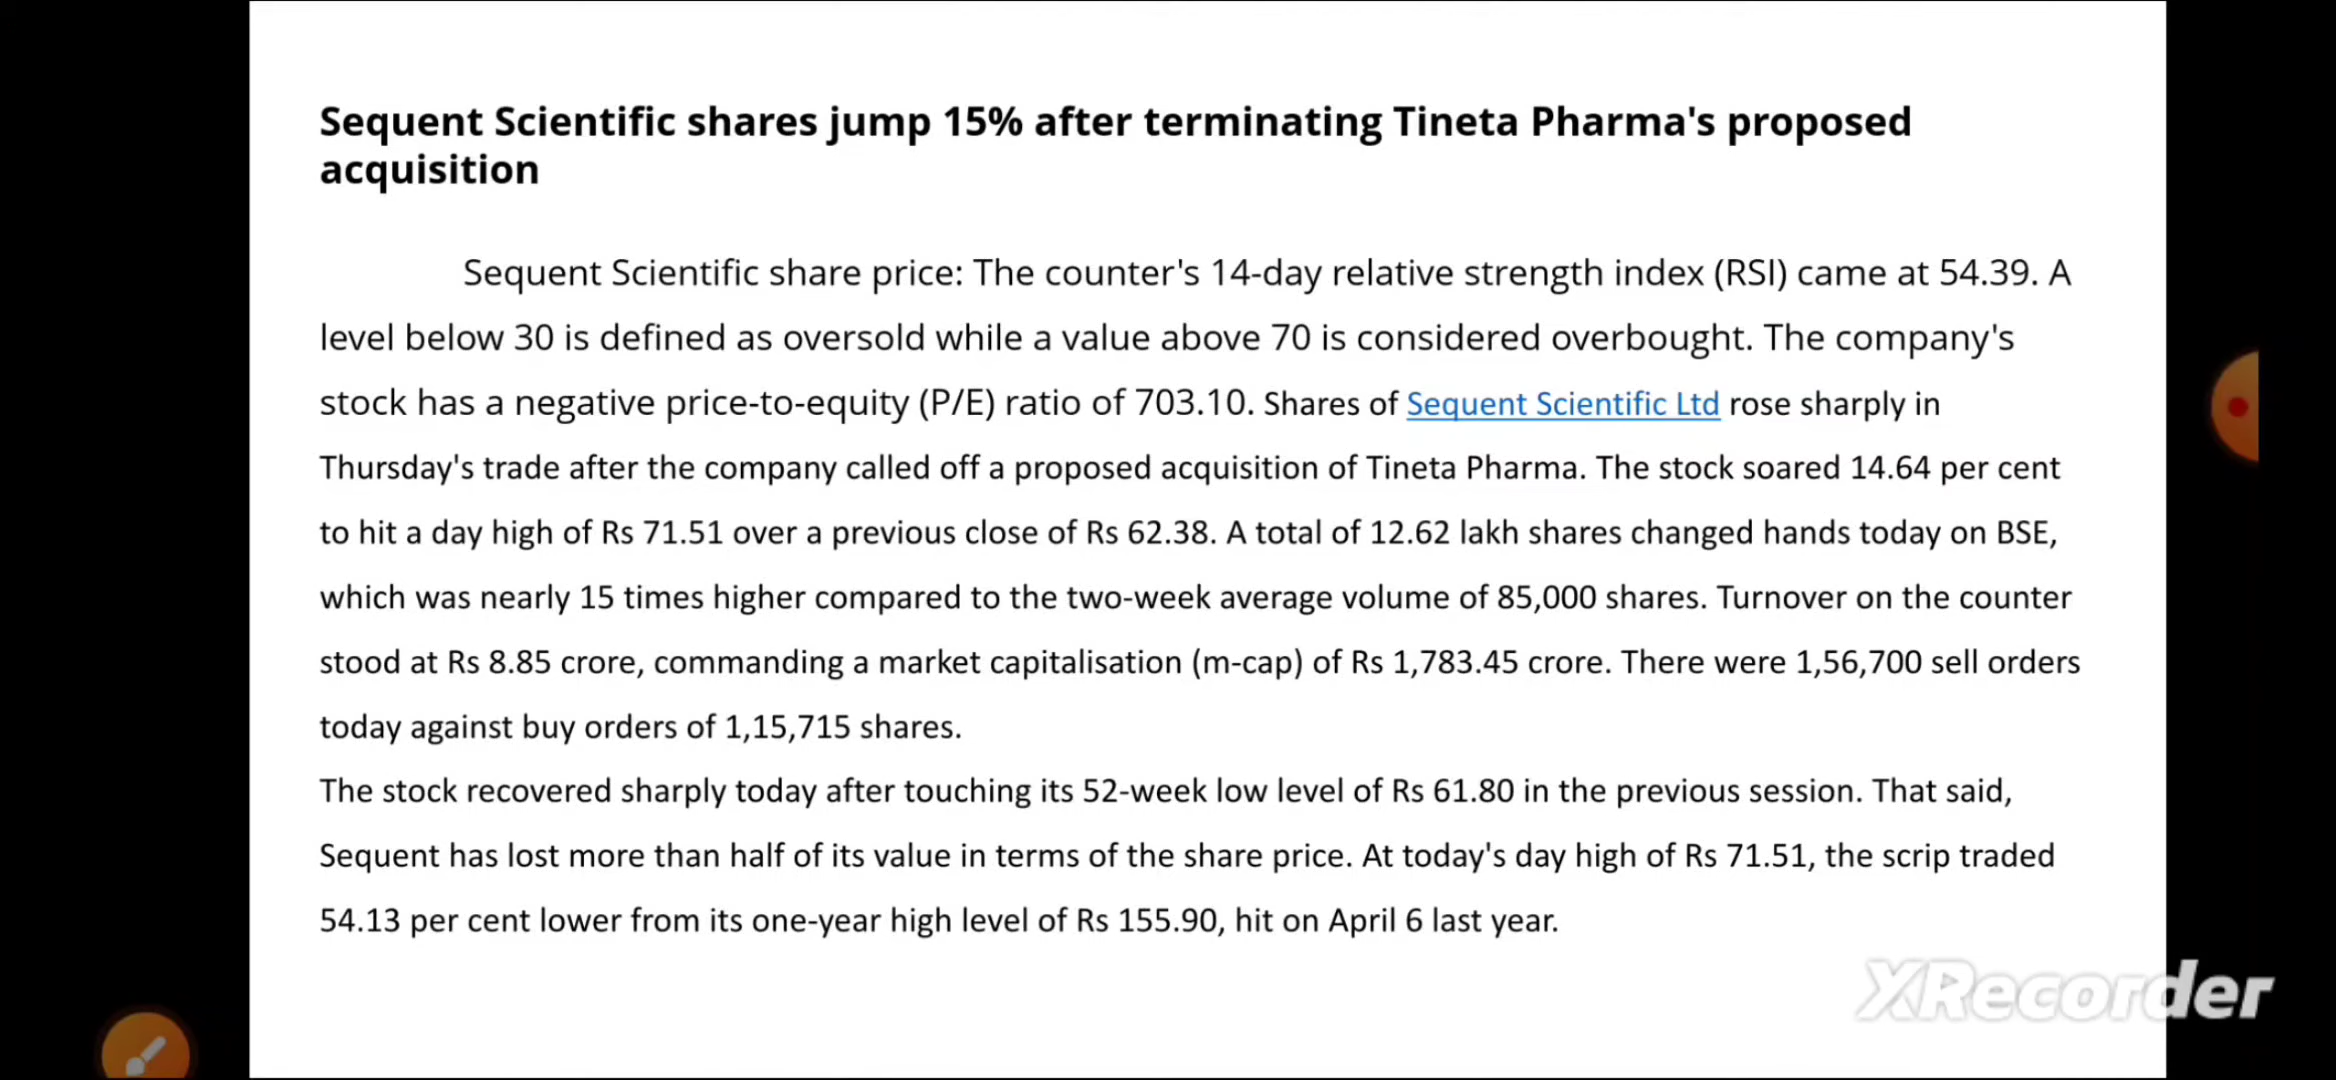 Sequent Scientific shares jump 15% after terminating Tineta Pharma's proposed
acquisition
Sequent Scientific share price: The counter's 14-day relative strength index (RSI) came at 54.39. A
level below 30 is defined as oversold while a value above 70 is considered overbought. The company's
stock has a negative price-to-equity (P/E) ratio of 703.10. Shares of Sequent Scientific Ltd rose sharply in
Thursday's trade after the company called off a proposed acquisition of Tineta Pharma. The stock soared 14.64 per cent
to hit a day high of Rs 71.51 over a previous close of Rs 62.38. A total of 12.62 lakh shares changed hands today on BSE,
which was nearly 15 times higher compared to the two-week average volume of 85,000 shares. Turnover on the counter
stood at Rs 8.85 crore, commanding a market capitalisation (m-cap) of Rs 1,783.45 crore. There were 1,56,700 sell orders
today against buy orders of 1,15,715 shares.
The stock recovered sharply today after touching its 52-week low level of Rs 61.80 in the previous session. That said,
Sequent has lost more than half of its value in terms of the share price. At today's day high of Rs 71.51, the scrip traded
54.13 per cent lower from its one-year high level of Rs 155.90, hit on April 6 last year.
XRecorder